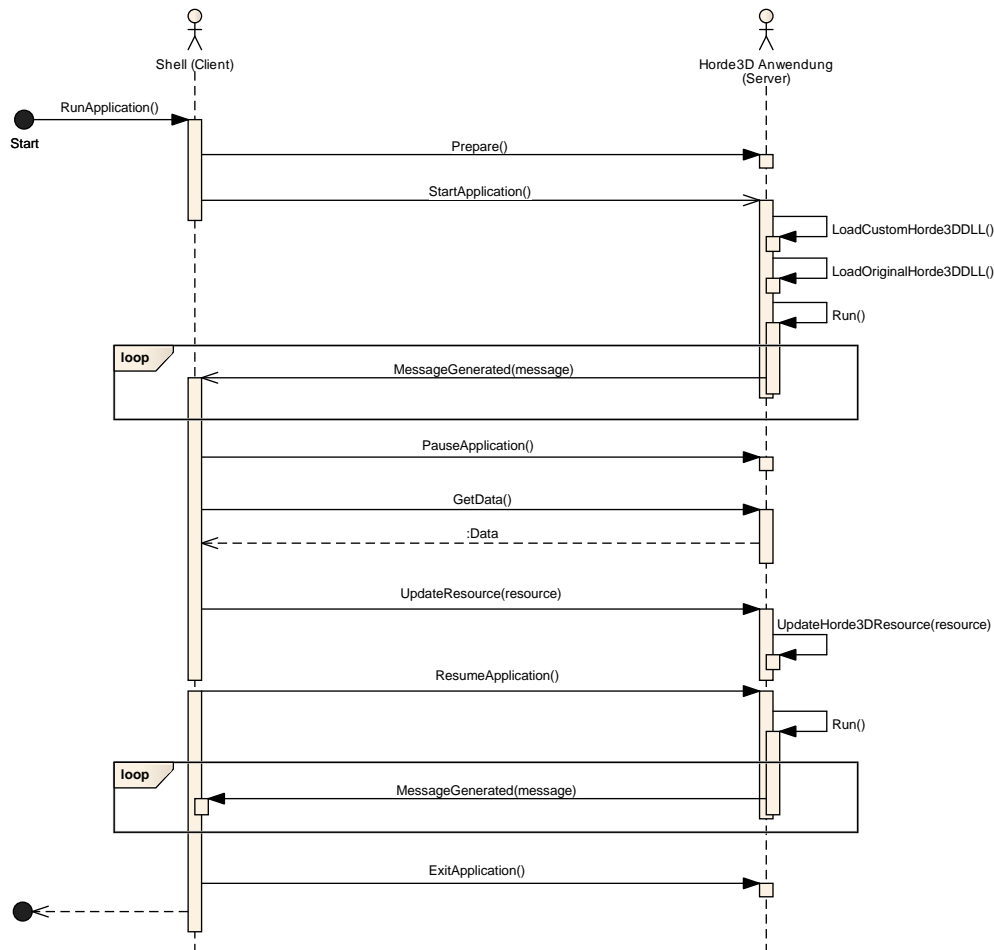 Shell (Client)
Horde3D Anwendung
(Server)
RunApplication()
Start
Prepare()
StartApplication()
LoadCustomHorde3DDLL()
LoadOriginalHorde3DDLL()
Run()
loop
MessageGenerated(message)
PauseApplication()
GetData()
:Data
UpdateResource(resource)
UpdateHorde3DResource(resource)
ResumeApplication()
Run()
loop
MessageGenerated(message)
ExitApplication()